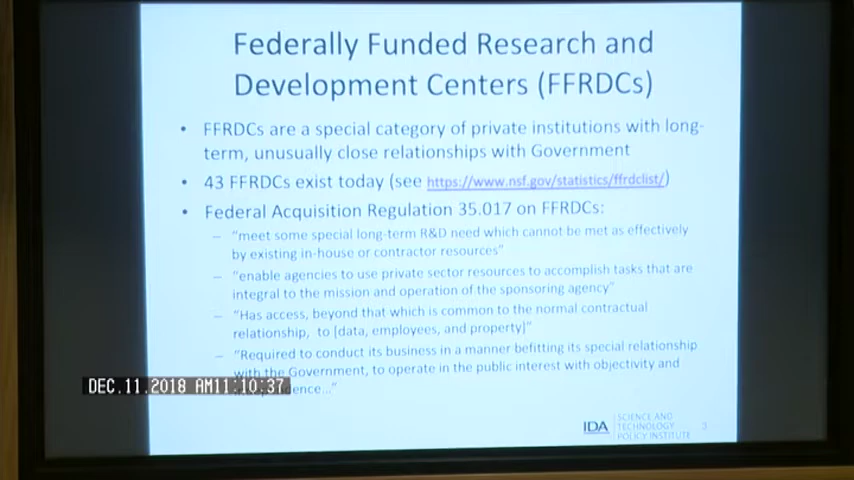 Federally Funded Research and
Development Centers (FFRDCs)
• FFRDCs are a special category of private institutions with long-
term, unusually close relationships with Government
• 43 FFRDCs exist today (see https://www.nsf.gov/statistics/ffrdclist/)
• Federal Acquisition Regulation 35.017 on FFRDCs:
– "meet some special long-term R&D need which cannot be met as effectively
by existing in-house or contractor resources"
– "enable agencies to use private sector resources to accomplish tasks that are
integral to the mission and operation of the sponsoring agency"
– "Has access, beyond that which is common to the normal contractual
relationship, to [data, employees, and property]"
– "Required to conduct its business in a manner befitting its special relationship
with the Government, to operate in the public interest with objectivity and
DEC.11.2018 AM11:10:37
IDA
SCIENCE AND
TECHNOLOGY
POLICY INSTITUTE
3